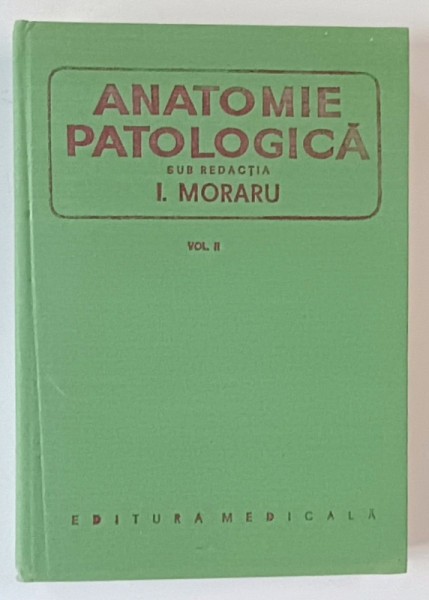 ANATOMIE
PATOLOGICĂ
SUB REDACȚIA
I. MORARU
VOL. II
EDITURA MEDICALĂ